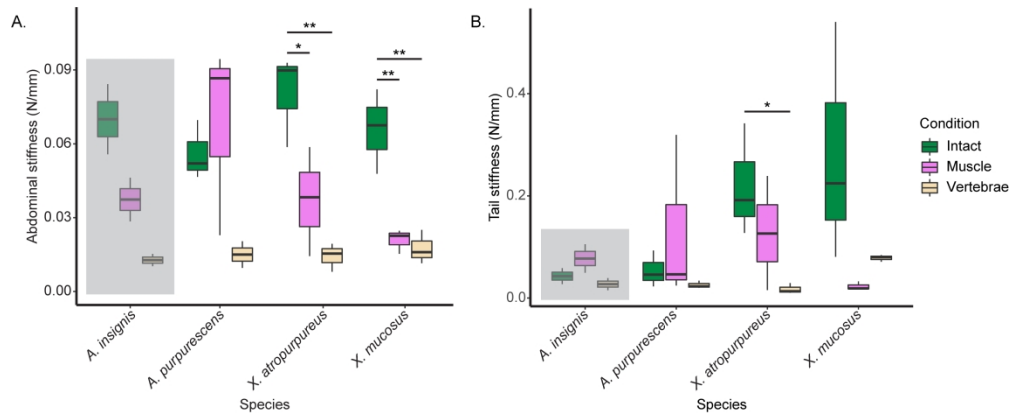 A.
Abdominal stiffness (N/mm)
0.09
0.06
0.03
0.00
** 
*
**
**
A. insignis
A. purpurescens
X. atropurpureus
X. mucosus
Species
B.
Tail stiffness (N/mm)
0.4
0.2
0.0
*
A. insignis
A. purpurescens
X. atropurpureus
X. mucosus
Species
Condition
Intact
Muscle
Vertebrae